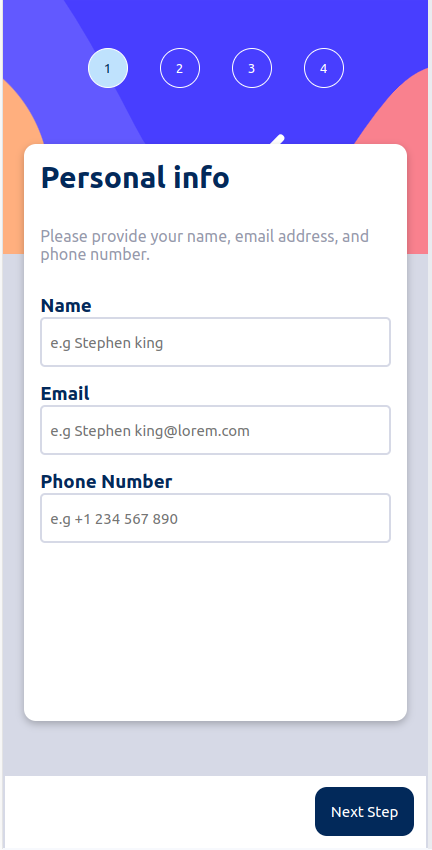 1 2 3 4
Personal info
Please provide your name, email address, and
phone number.
Name
e.g Stephen king
Email
e.g Stephen king@lorem.com
Phone Number
e.g +1 234 567 890
Next Step